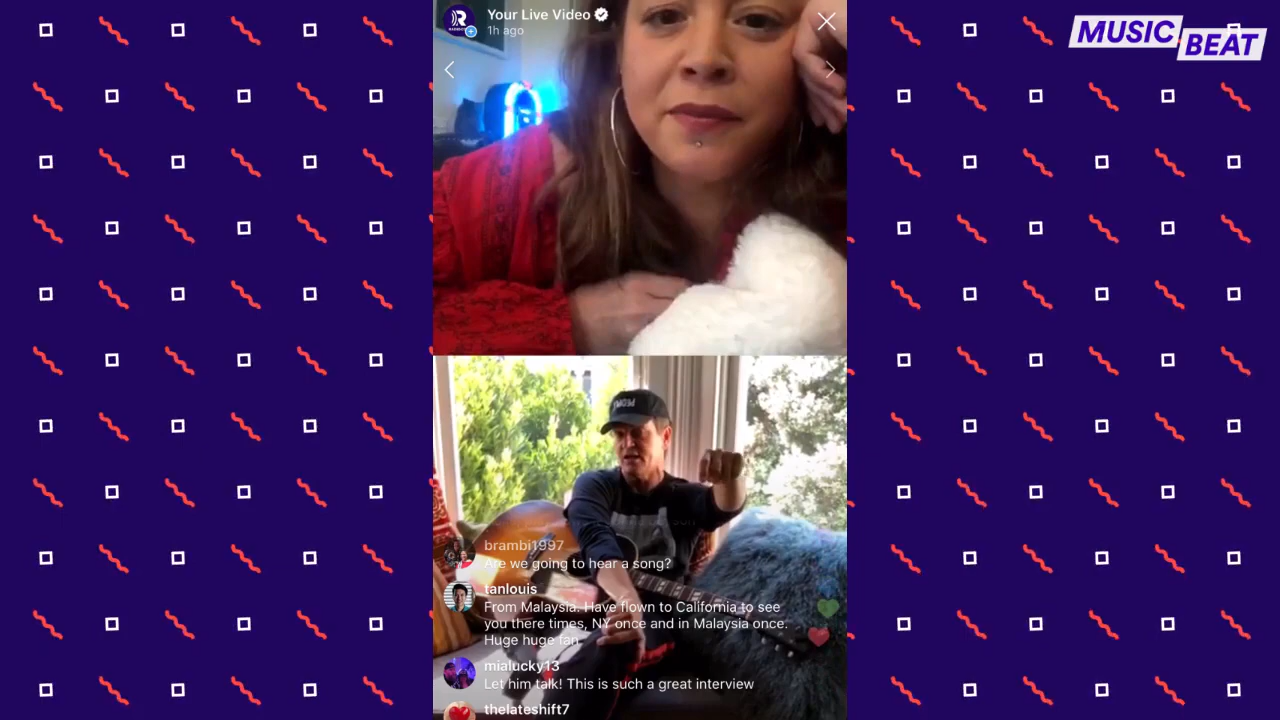 Your Live Video
1h ago
MUSIC
BEAT
brambi1997
Are we going to hear a song?
tanlouis
From Malaysia. Have flown to California to see
you there times, NY once and in Malaysia once.
Huge huge fan.
mialucky13
Let him talk! This is such a great interview
thelateshift7